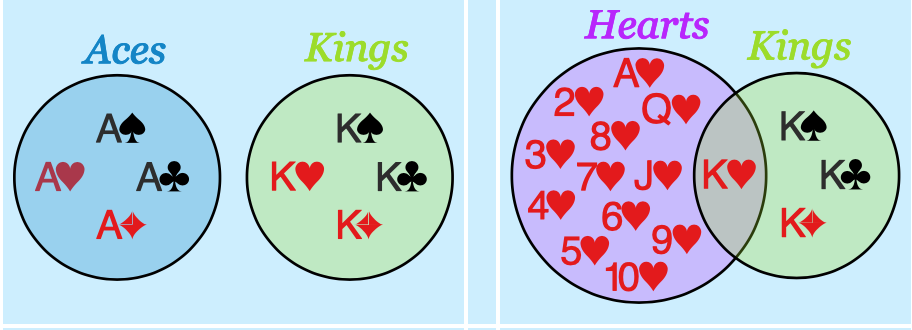 Aces
Kings
A♠
A♥ A♣
A♦
K♠
K♥ K♣
K♦
Hearts
Kings
A♥
2♥ Q♥
8♥
3♥ 7♥ J♥
4♥ 6♥
5♥ 9♥
10♥
K♥
K♠
K♣
K♦